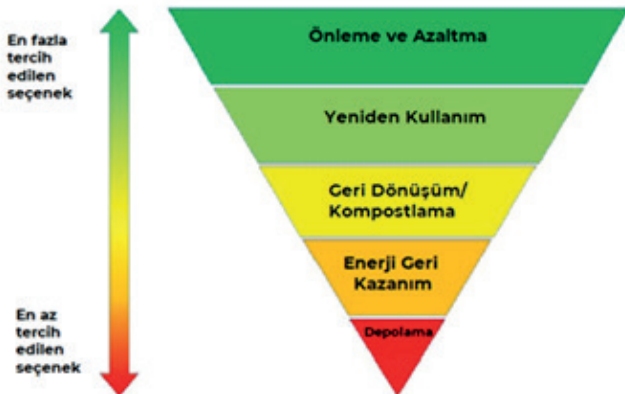 En fazla
tercih
edilen
seçenek
Önleme ve Azaltma
Yeniden Kullanım
Geri Dönüşüm/
Kompostlama
Enerji Geri
Kazanım
Depolama
En az
tercih
edilen
seçenek